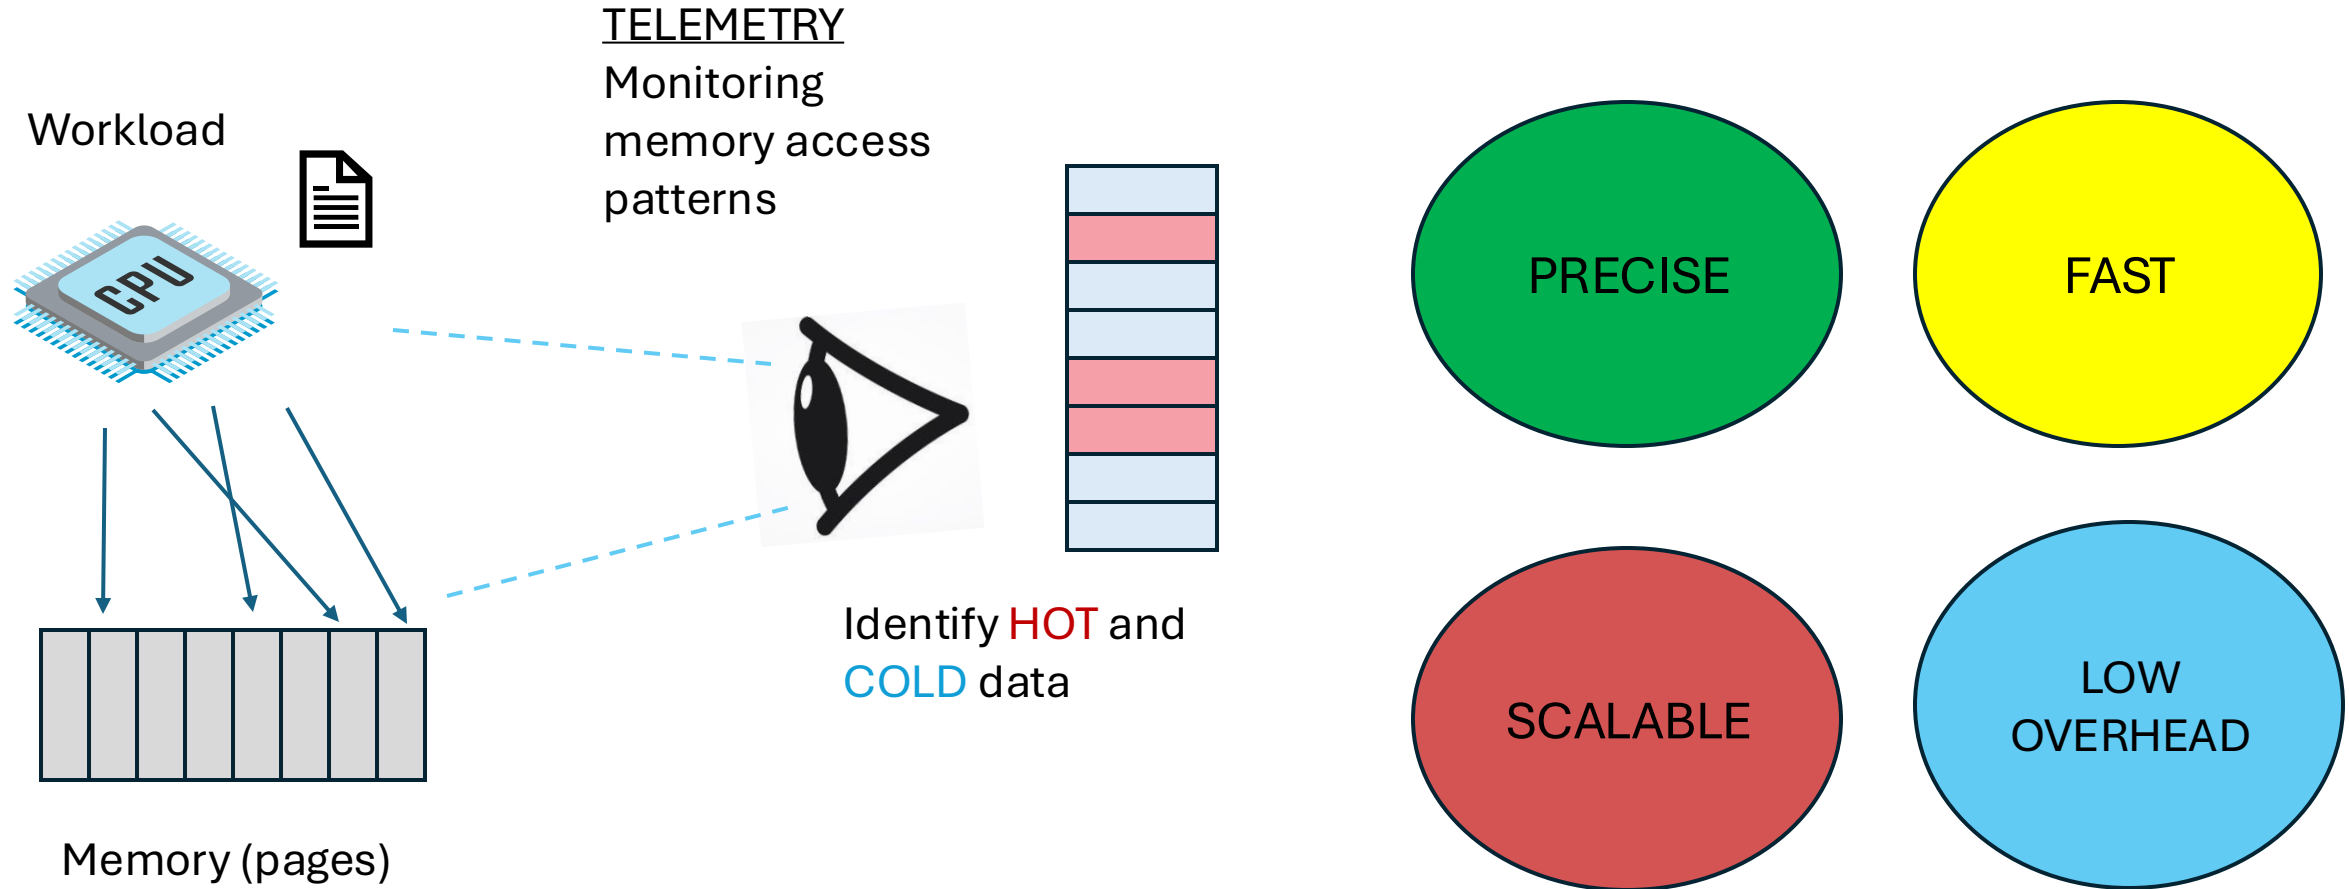 TELEMETRY
Monitoring
memory access
patterns
Workload
CPU
Memory (pages)
Identify HOT and
COLD data
PRECISE
FAST
SCALABLE
LOW
OVERHEAD